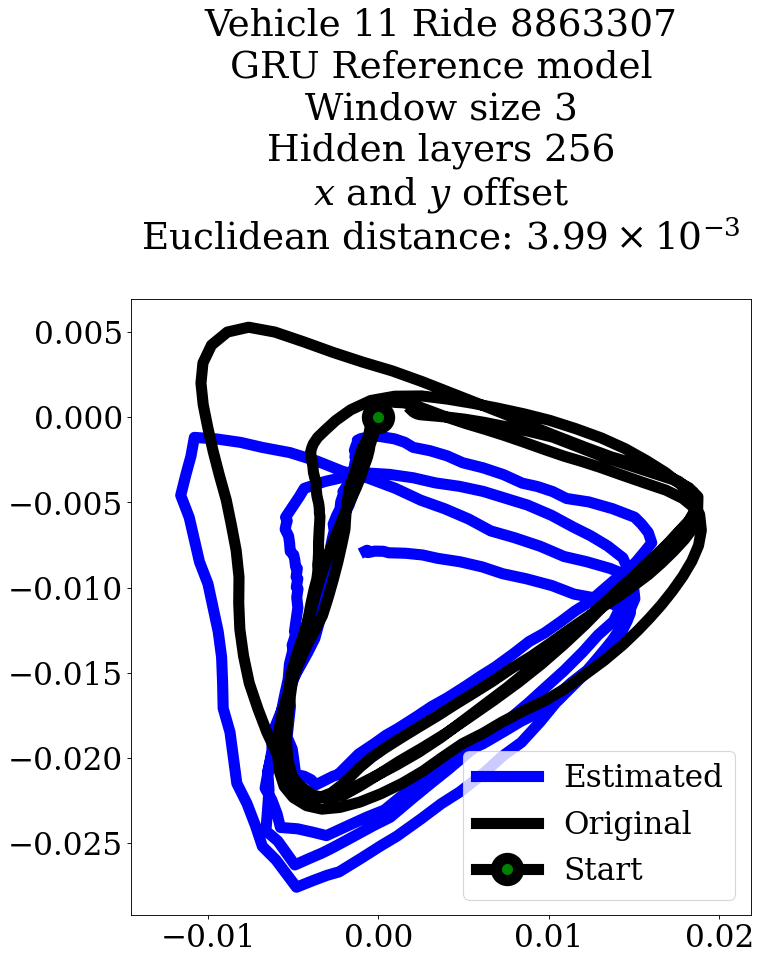 Vehicle 11 Ride 8863307
GRU Reference model
Window size 3
Hidden layers 256
x and y offset
Euclidean distance: 3.99 × 10⁻³
0.005
0.000
−0.005
−0.010
−0.015
−0.020
−0.025
Estimated
Original
Start
−0.01 0.00 0.01 0.02